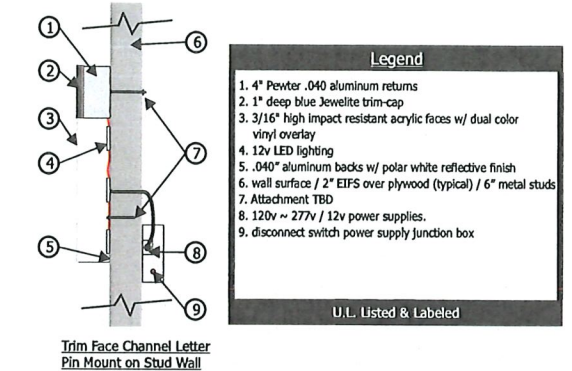 1
2
3
4
5
6
7
8
9
Legend
1. 4" Pewter .040 aluminum returns
2. 1" deep blue Jewelite trim-cap
3. 3/16" high impact resistant acrylic faces w/ dual color
vinyl overlay
4. 12v LED lighting
5. .040" aluminum backs w/ polar white reflective finish
6. wall surface / 2" EIFS over plywood (typical) / 6" metal studs
7. Attachment TBD
8. 120v ~ 277v / 12v power supplies.
9. disconnect switch power supply junction box
U.L. Listed & Labeled
Trim Face Channel Letter
Pin Mount on Stud Wall